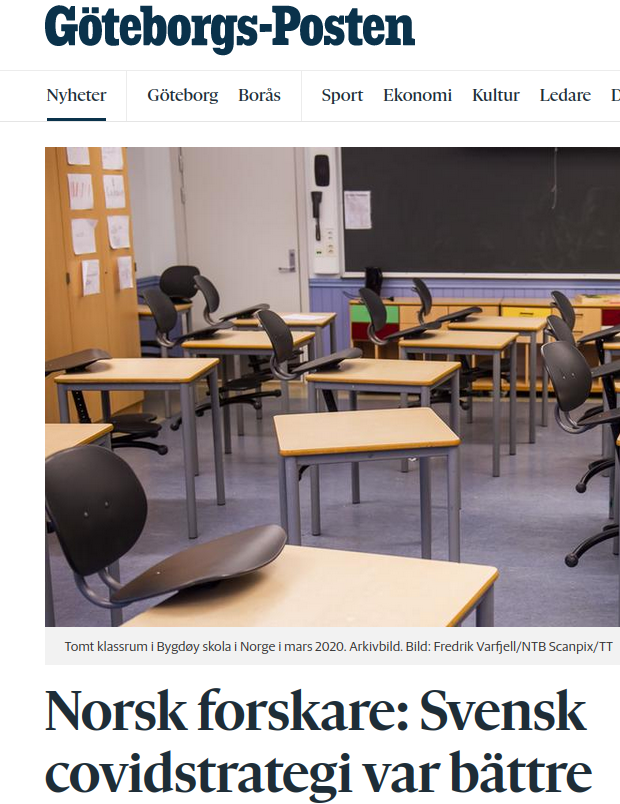 Göteborgs-Posten
Nyheter Göteborg Borås Sport Ekonomi Kultur Ledare
Tomt klassrum i Bygdøy skola i Norge i mars 2020. Arkivbild. Bild: Fredrik Varfjell/NTB Scanpix/TT
Norsk forskare: Svensk
covidstrategi var bättre